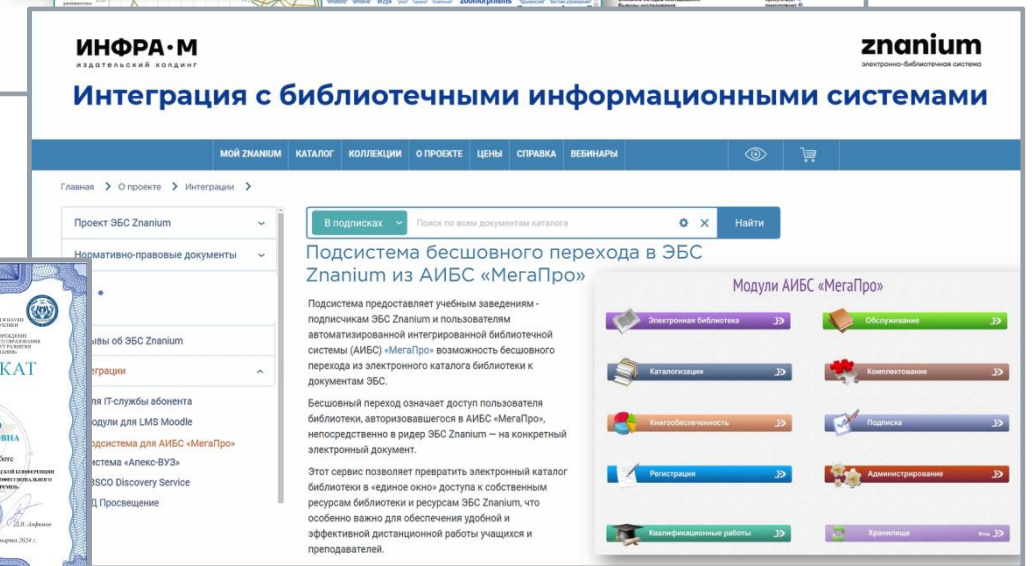 ИНФРА·М
издательский холдинг
znanium
электронно-библиотечная система
Интеграция с библиотечными информационными системами
МОЙ ZNANIUM КАТАЛОГ КОЛЛЕКЦИИ О ПРОЕКТЕ ЦЕНЫ СПРАВКА ВЕБИНАРЫ
Главная > О проекте > Интеграции >
Проект ЭБС Znanium
Нормативно-правовые документы
ывы об ЭБС Znanium
еграции
ля IT-службы абонента
одули для LMS Moodle
одсистема для АИБС «МегаПро»
истема «Апекс-ВУЗ»
BSCO Discovery Service
Д Просвещение
В подписках Поиск по всем документам каталога Найти
Подсистема бесшовного перехода в ЭБС
Znanium из АИБС «МегаПро»
Подсистема предоставляет учебным заведениям -
подписчикам ЭБС Znanium и пользователям
автоматизированной интегрированной библиотечной
системы (АИБС) «МегаПро» возможность бесшовного
перехода из электронного каталога библиотеки к
документам ЭБС.
Бесшовный переход означает доступ пользователя
библиотеки, авторизовавшегося в АИБС «МегаПро»,
непосредственно в ридер ЭБС Znanium — на конкретный
электронный документ.
Этот сервис позволяет превратить электронный каталог
библиотеки в «единое окно» доступа к собственным
ресурсам библиотеки и ресурсам ЭБС Znanium, что
особенно важно для обеспечения удобной и
эффективной дистанционной работы учащихся и
преподавателей.
Модули АИБС «МегаПро»
Электронная библиотека Обслуживание
Каталогизация Комплектование
Книгообеспеченность Подписка
Регистрация Администрирование
Квалификационные работы Хранилище Вход
КАТ
ВНА
марта 2024 г.